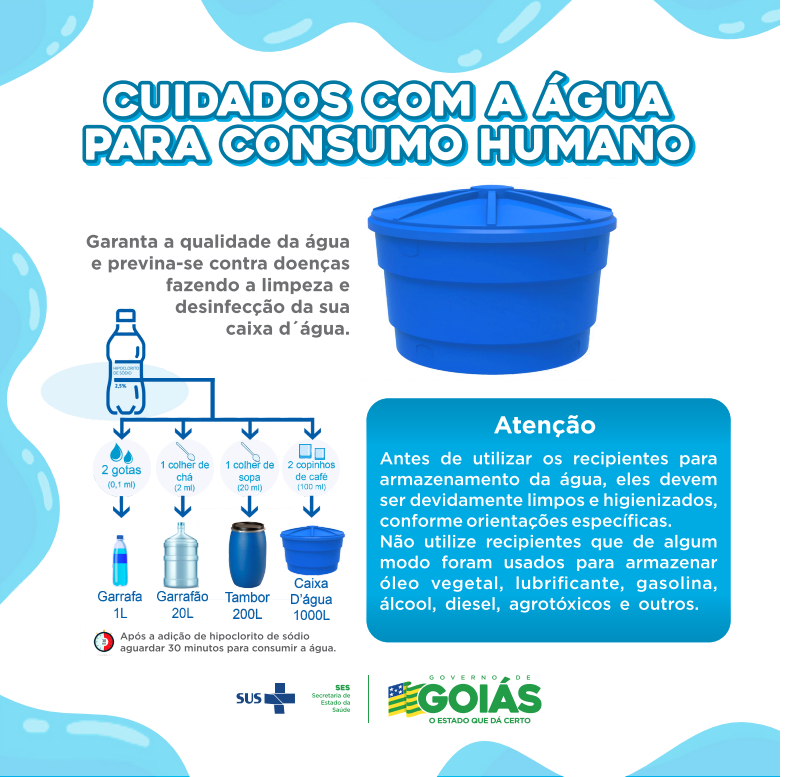 CUIDADOS COM A ÁGUA
PARA CONSUMO HUMANO
Garanta a qualidade da água
e previna-se contra doenças
fazendo a limpeza e
desinfecção da sua
caixa d´água.
HIPOCLORITO
DE SÓDIO
2,5%
2 gotas
(0,1 ml)
1 colher de
chá
(2 ml)
1 colher de
sopa
(20 ml)
2 copinhos
de café
(100 ml)
Garrafa
1L
Garrafão
20L
Tambor
200L
Caixa
D'água
1000L
Após a adição de hipoclorito de sódio
aguardar 30 minutos para consumir a água.
Atenção
Antes de utilizar os recipientes para
armazenamento da água, eles devem
ser devidamente limpos e higienizados,
conforme orientações específicas.
Não utilize recipientes que de algum
modo foram usados para armazenar
óleo vegetal, lubrificante, gasolina,
álcool, diesel, agrotóxicos e outros.
SUS
SES
Secretaria de
Estado da
Saúde
GOVERNO DE
GOIÁS
O ESTADO QUE DÁ CERTO